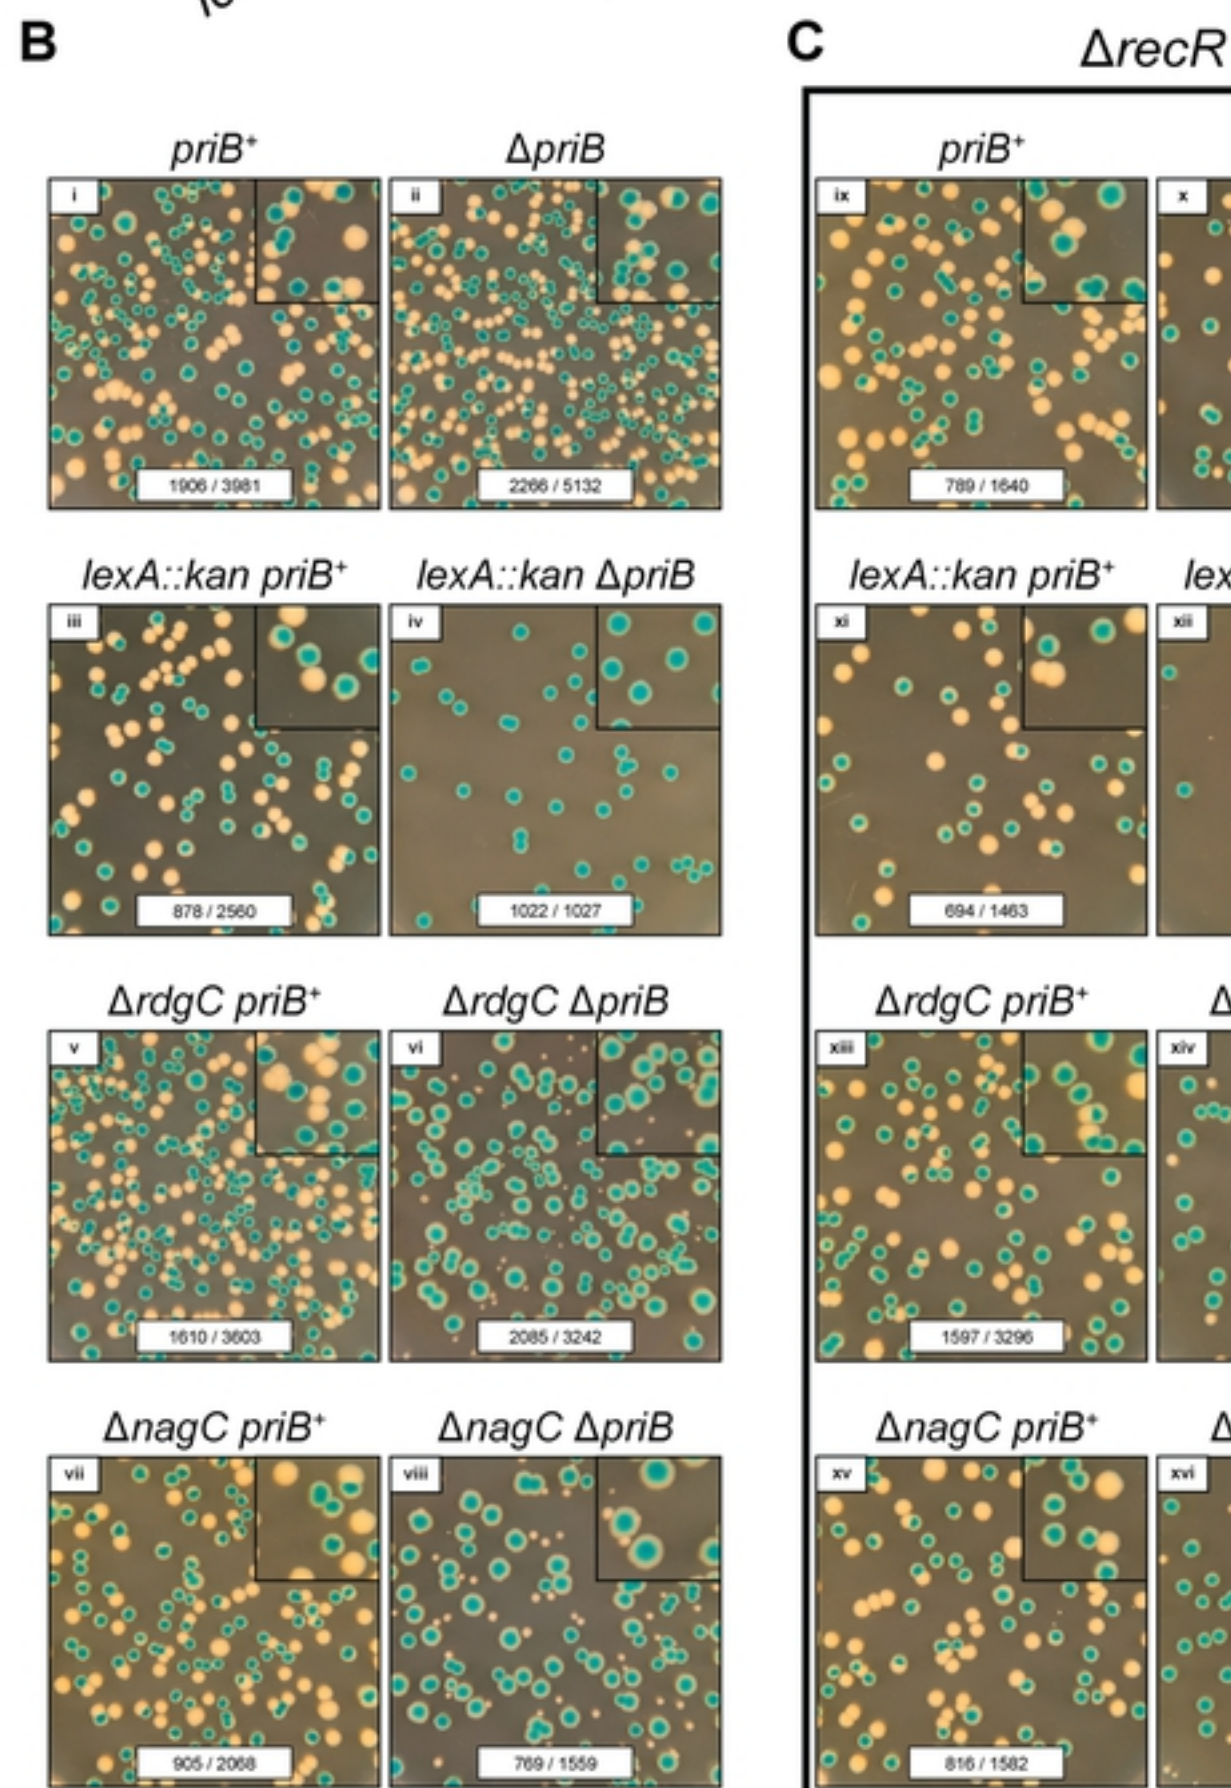 B
priB⁺ ΔpriB
i ii
1906 / 3981 2266 / 5132
lexA::kan priB⁺ lexA::kan ΔpriB
iii iv
878 / 2560 1022 / 1027
ΔrdgC priB⁺ ΔrdgC ΔpriB
v vi
1610 / 3603 2085 / 3242
ΔnagC priB⁺ ΔnagC ΔpriB
vii viii
905 / 2068 769 / 1559
C
ΔrecR
priB⁺
ix x
789 / 1640
lexA::kan priB⁺ lex
xi xii
694 / 1463
ΔrdgC priB⁺ Δ
xiii xiv
1597 / 3296
ΔnagC priB⁺ Δ
xv xvi
816 / 1582